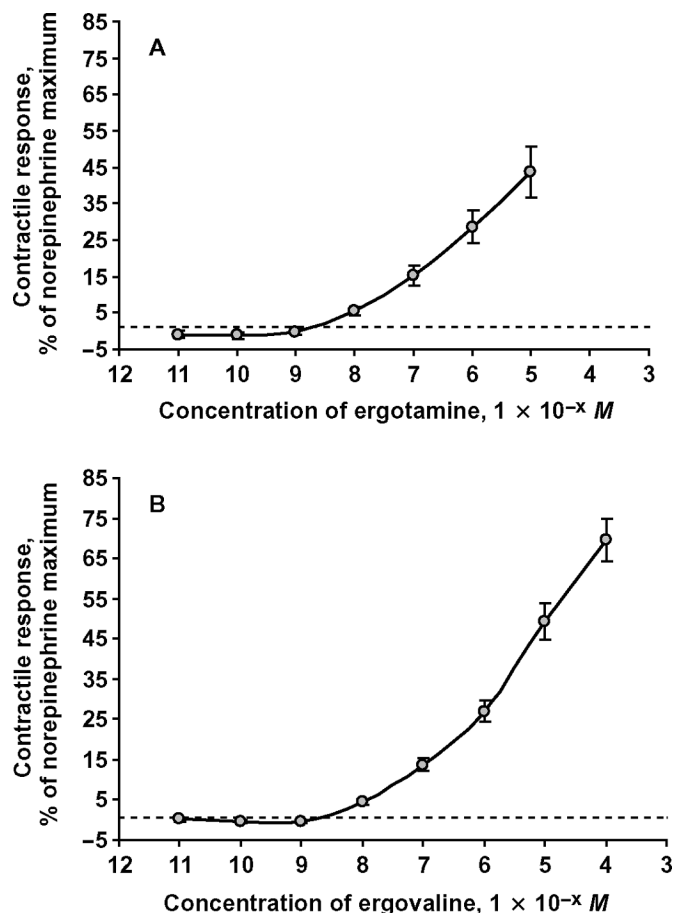 A
Contractile response,
% of norepinephrine maximum
85
75
65
55
45
35
25
15
5
−5
12 11 10 9 8 7 6 5 4 3
Concentration of ergotamine, 1 × 10⁻ˣ M
B
Contractile response,
% of norepinephrine maximum
85
75
65
55
45
35
25
15
5
−5
12 11 10 9 8 7 6 5 4 3
Concentration of ergovaline, 1 × 10⁻ˣ M